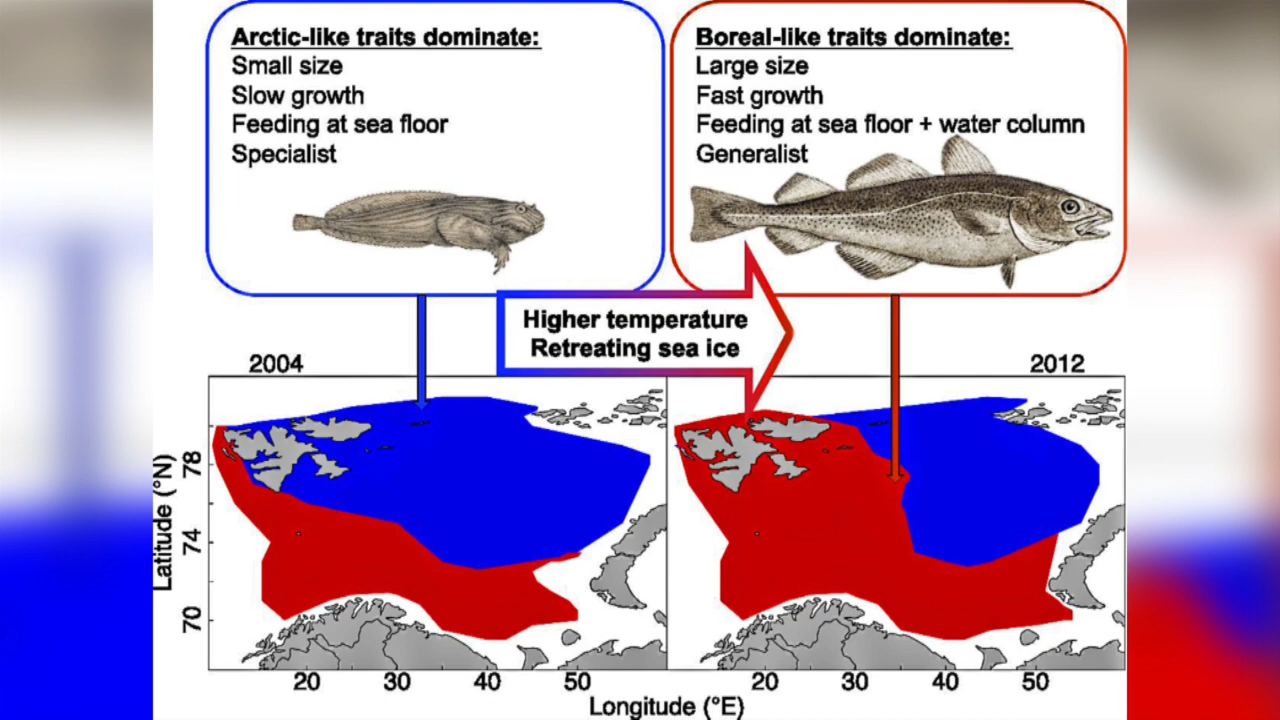 Arctic-like traits dominate:
Small size
Slow growth
Feeding at sea floor
Specialist
Boreal-like traits dominate:
Large size
Fast growth
Feeding at sea floor + water column
Generalist
Higher temperature
Retreating sea ice
2004
2012
Latitude (°N)
78
74
70
20
30
40
50
20
30
40
50
Longitude (°E)